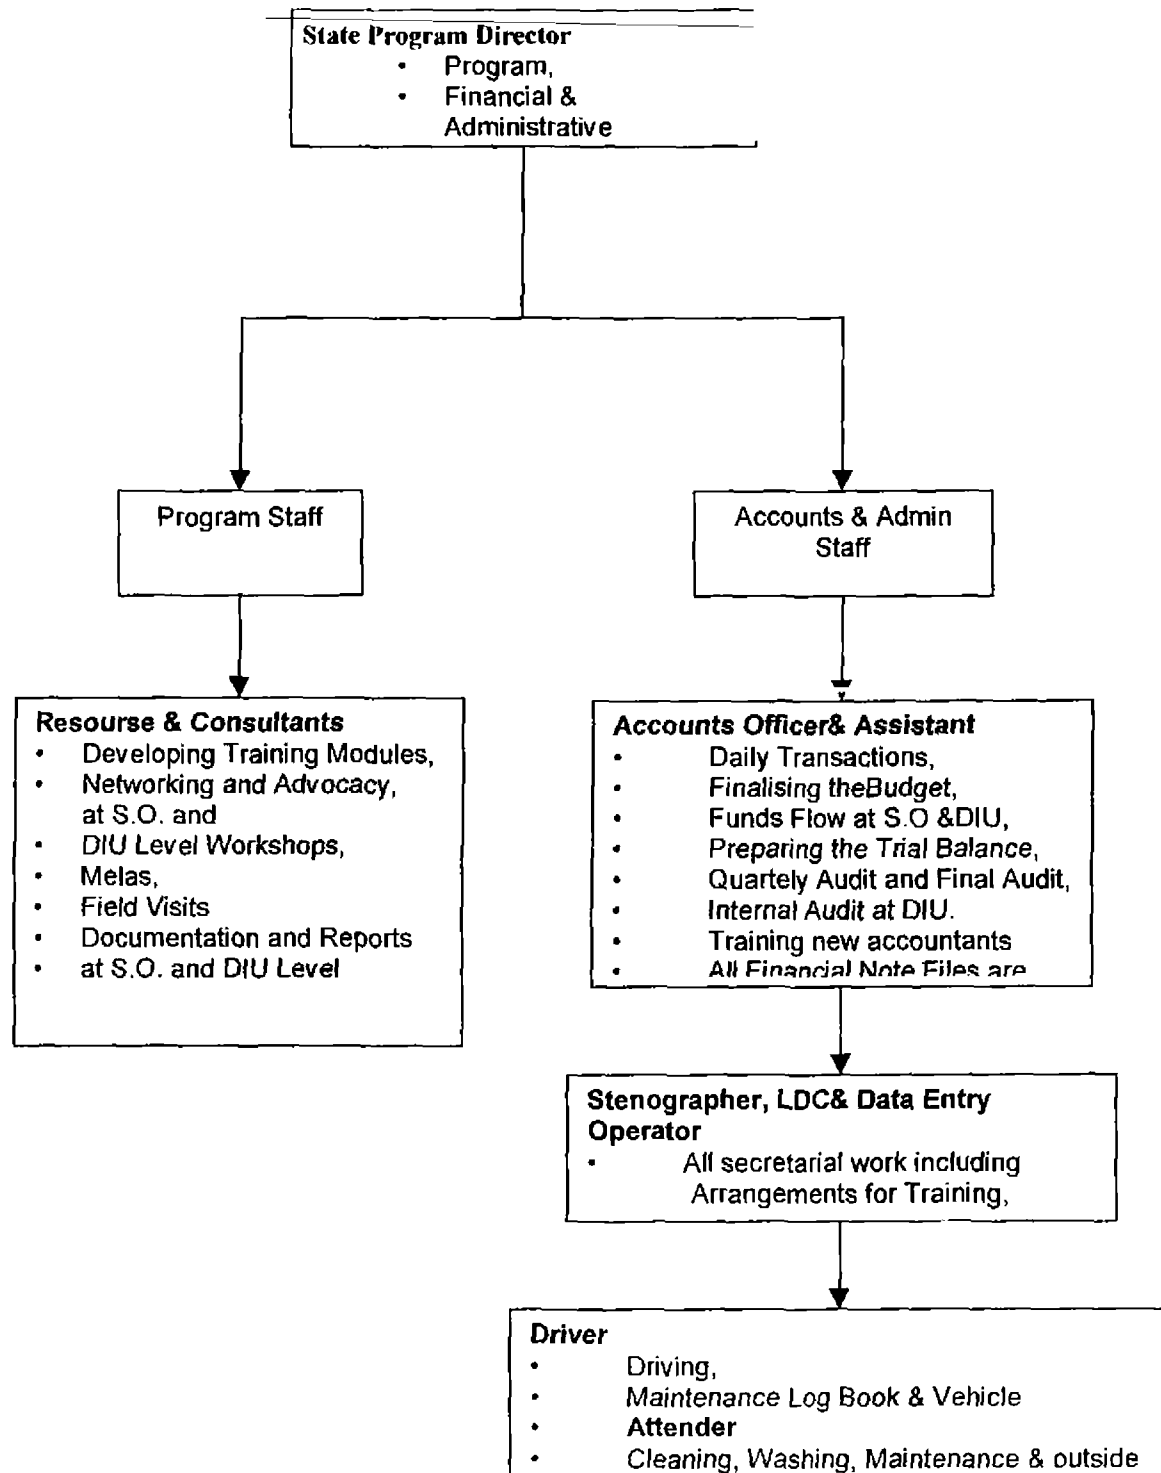 State Program Director
• Program,
• Financial &
Administrative
Program Staff
Accounts & Admin
Staff
Resourse & Consultants
• Developing Training Modules,
• Networking and Advocacy,
at S.O. and
• DIU Level Workshops,
• Melas,
• Field Visits
• Documentation and Reports
• at S.O. and DIU Level
Accounts Officer& Assistant
• Daily Transactions,
• Finalising theBudget,
• Funds Flow at S.O &DIU,
• Preparing the Trial Balance,
• Quartely Audit and Final Audit,
• Internal Audit at DIU.
• Training new accountants
• All Financial Note Files are
Stenographer, LDC& Data Entry
Operator
• All secretarial work including
Arrangements for Training,
Driver
• Driving,
• Maintenance Log Book & Vehicle
• Attender
• Cleaning, Washing, Maintenance & outside